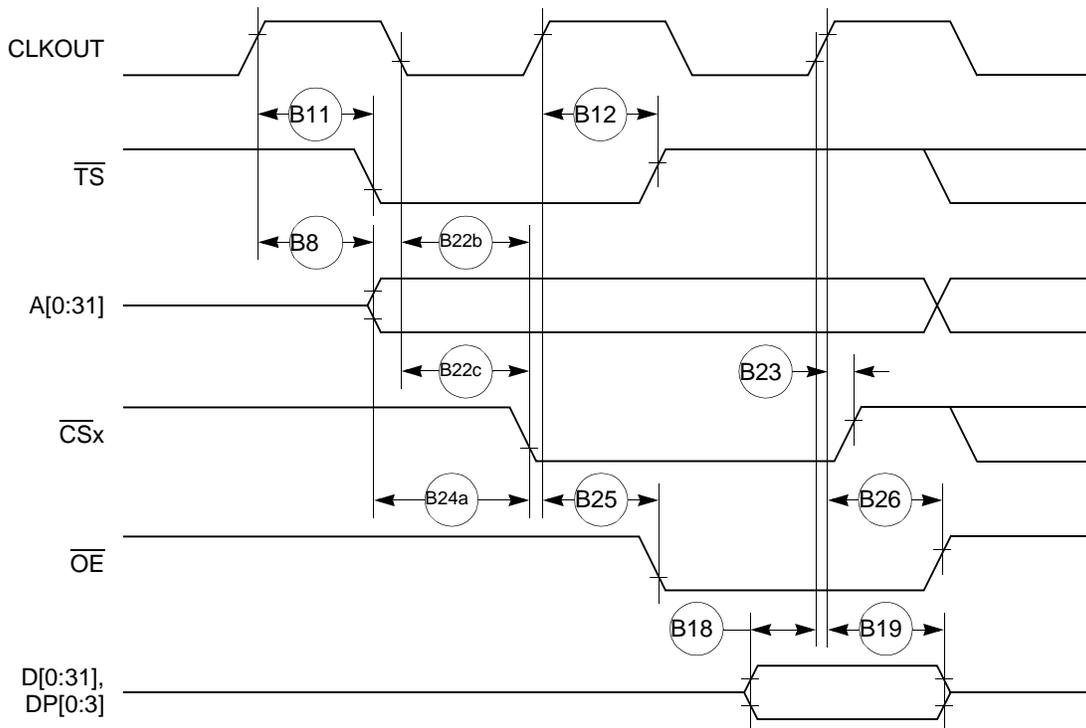 CLKOUT
B11
B12
TS
B8
B22b
A[0:31]
B22c
B23
CSx
B24a
B25
B26
OE
B18
B19
D[0:31],
DP[0:3]